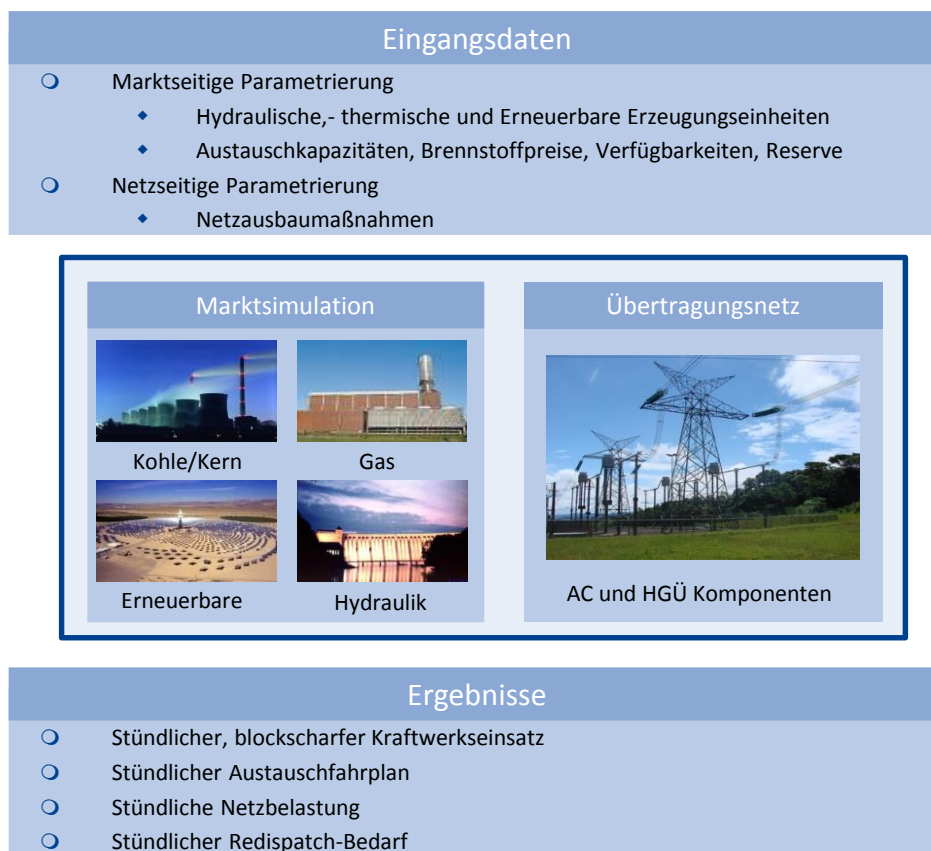 Eingangsdaten
Marktseitige Parametrierung
Hydraulische,- thermische und Erneuerbare Erzeugungseinheiten
Austauschkapazitäten, Brennstoffpreise, Verfügbarkeiten, Reserve
Netzseitige Parametrierung
Netzausbaumaßnahmen
Marktsimulation
Kohle/Kern
Gas
Erneuerbare
Hydraulik
Übertragungsnetz
AC und HGÜ Komponenten
Ergebnisse
Stündlicher, blockscharfer Kraftwerkseinsatz
Stündlicher Austauschfahrplan
Stündliche Netzbelastung
Stündlicher Redispatch-Bedarf